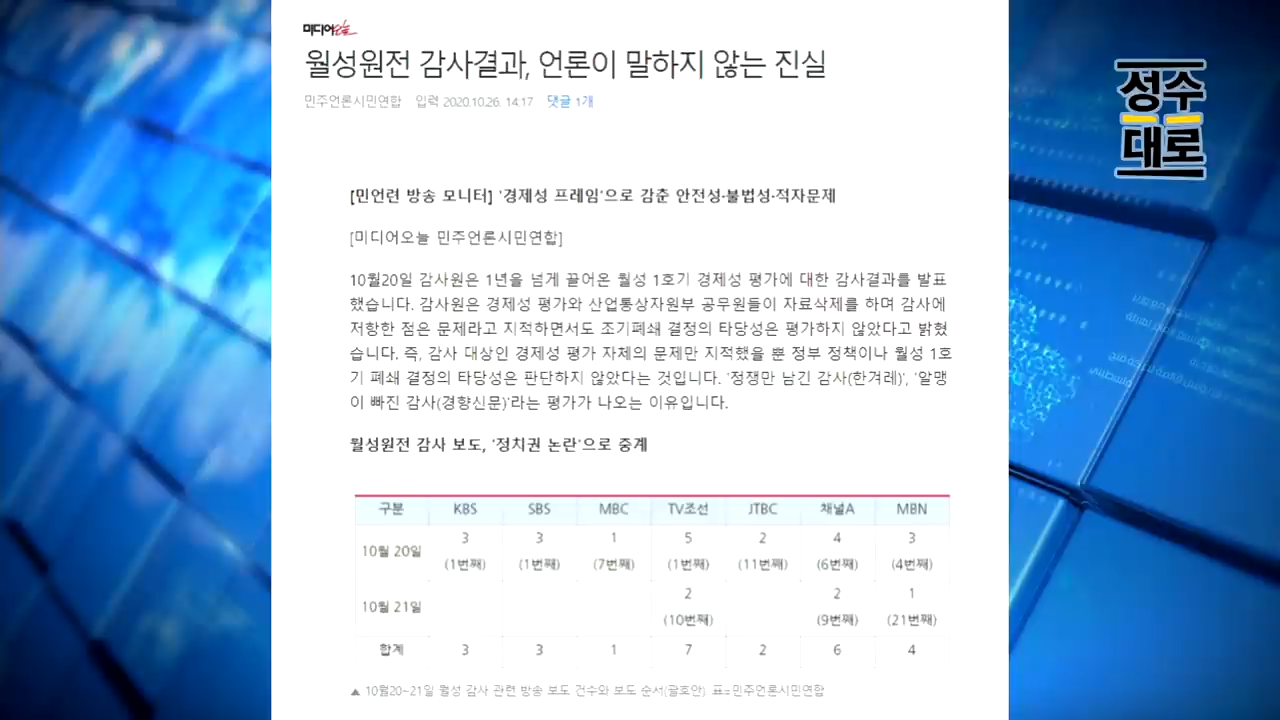 미디어오늘
월성원전 감사결과, 언론이 말하지 않는 진실
민주언론시민연합 입력 2020.10.26. 14:17 댓글 1개
성수
대로
[민언련 방송 모니터] '경제성 프레임'으로 감춘 안전성·불법성·적자문제
[미디어오늘 민주언론시민연합]
10월20일 감사원은 1년을 넘게 끌어온 월성 1호기 경제성 평가에 대한 감사결과를 발표
했습니다. 감사원은 경제성 평가와 산업통상자원부 공무원들이 자료삭제를 하며 감사에
저항한 점은 문제라고 지적하면서도 조기폐쇄 결정의 타당성은 평가하지 않았다고 밝혔
습니다. 즉, 감사 대상인 경제성 평가 자체의 문제만 지적했을 뿐 정부 정책이나 월성 1호
기 폐쇄 결정의 타당성은 판단하지 않았다는 것입니다. '정쟁만 남긴 감사(한겨레)', '알맹
이 빠진 감사(경향신문)'라는 평가가 나오는 이유입니다.
월성원전 감사 보도, '정치권 논란'으로 중계
구분 KBS SBS MBC TV조선 JTBC 채널A MBN
10월 20일 3 3 1 5 2 4 3
(1번째) (1번째) (7번째) (1번째) (11번째) (6번째) (4번째)
10월 21일 2 2 1
(10번째) (9번째) (21번째)
합계 3 3 1 7 2 6 4
▲ 10월20~21일 월성 감사 관련 방송 보도 건수와 보도 순서(괄호안) 표=민주언론시민연합